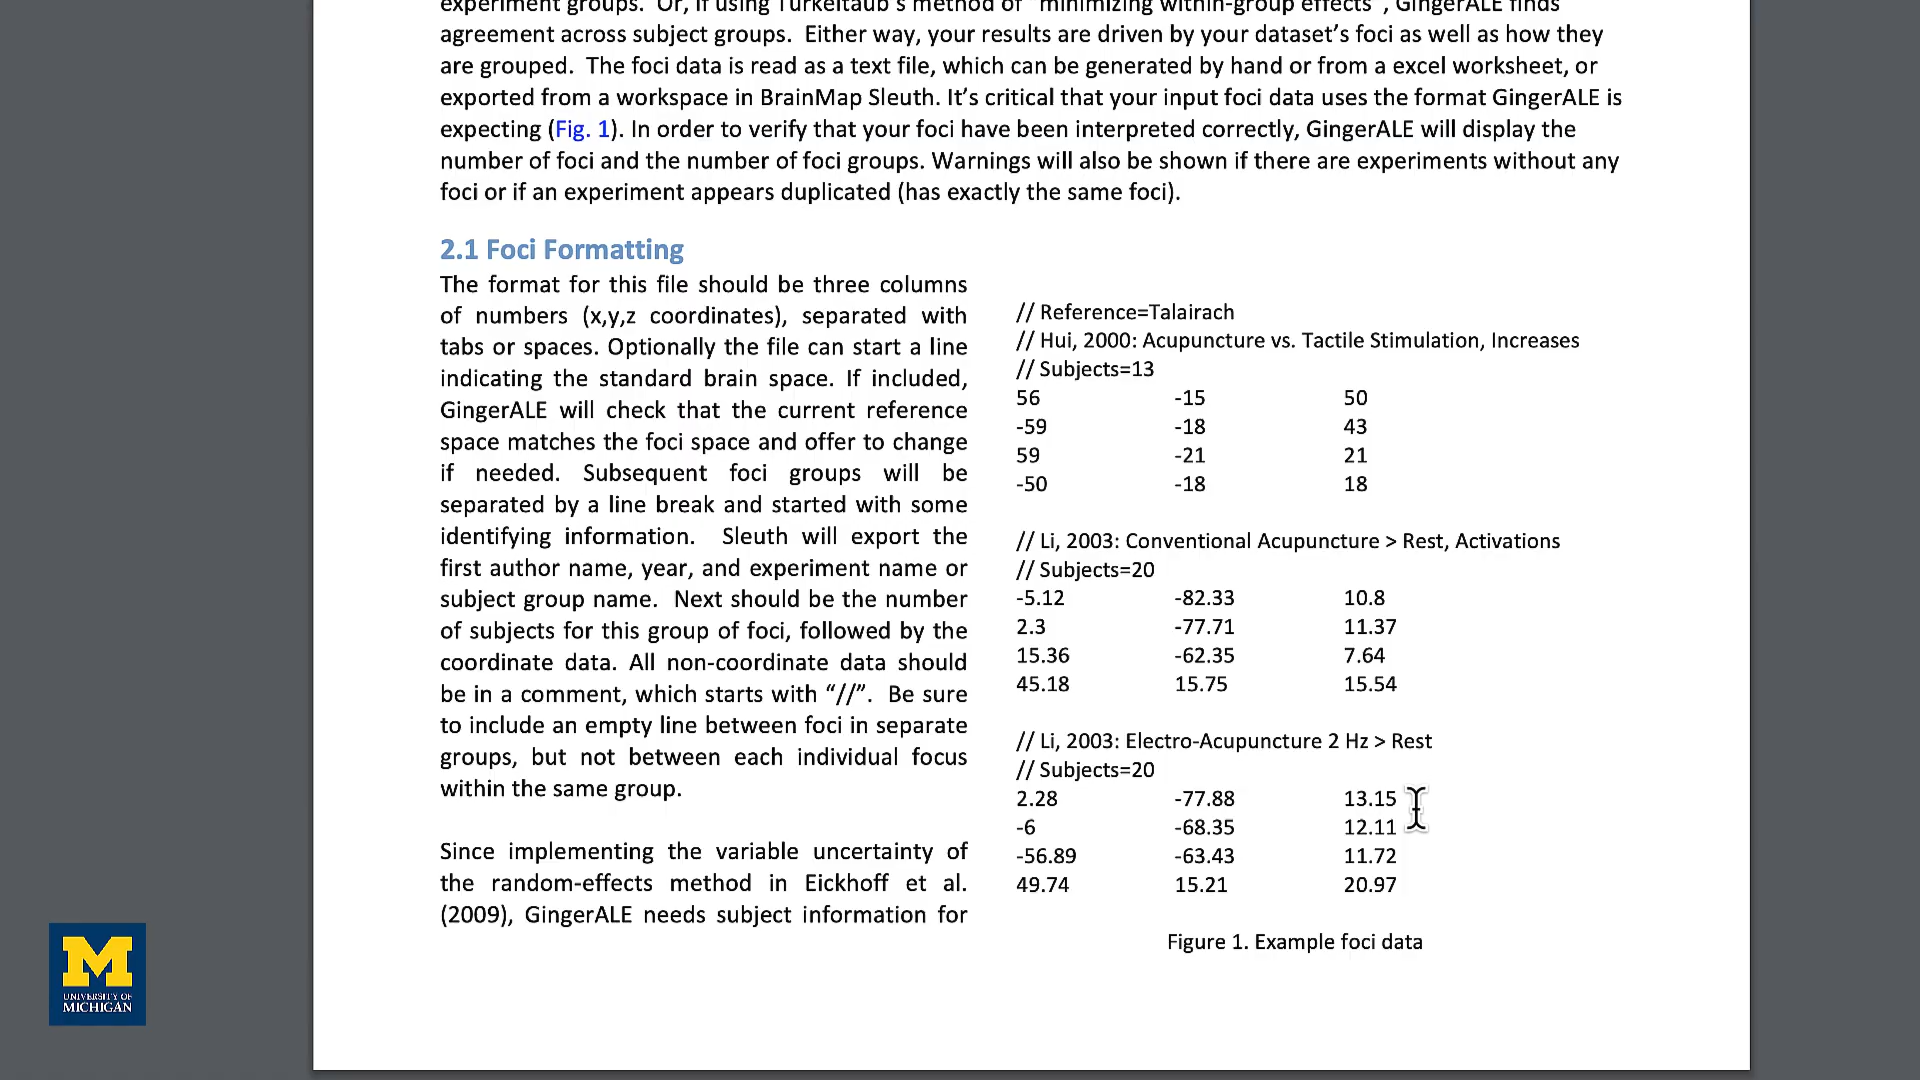 experiment groups.  Or, if using Turkeltaub's method of "minimizing within-group effects", GingerALE finds
agreement across subject groups.  Either way, your results are driven by your dataset's foci as well as how they
are grouped.  The foci data is read as a text file, which can be generated by hand or from a excel worksheet, or
exported from a workspace in BrainMap Sleuth. It's critical that your input foci data uses the format GingerALE is
expecting (Fig. 1). In order to verify that your foci have been interpreted correctly, GingerALE will display the
number of foci and the number of foci groups. Warnings will also be shown if there are experiments without any
foci or if an experiment appears duplicated (has exactly the same foci).
2.1 Foci Formatting
The format for this file should be three columns
of numbers (x,y,z coordinates), separated with
tabs or spaces. Optionally the file can start a line
indicating the standard brain space. If included,
GingerALE will check that the current reference
space matches the foci space and offer to change
if needed. Subsequent foci groups will be
separated by a line break and started with some
identifying information.  Sleuth will export the
first author name, year, and experiment name or
subject group name.  Next should be the number
of subjects for this group of foci, followed by the
coordinate data. All non-coordinate data should
be in a comment, which starts with “//”.  Be sure
to include an empty line between foci in separate
groups, but not between each individual focus
within the same group.
Since implementing the variable uncertainty of
the random-effects method in Eickhoff et al.
(2009), GingerALE needs subject information for
// Reference=Talairach
// Hui, 2000: Acupuncture vs. Tactile Stimulation, Increases
// Subjects=13
56 -15 50
-59 -18 43
59 -21 21
-50 -18 18
// Li, 2003: Conventional Acupuncture > Rest, Activations
// Subjects=20
-5.12 -82.33 10.8
2.3 -77.71 11.37
15.36 -62.35 7.64
45.18 15.75 15.54
// Li, 2003: Electro-Acupuncture 2 Hz > Rest
// Subjects=20
2.28 -77.88 13.15
-6 -68.35 12.11
-56.89 -63.43 11.72
49.74 15.21 20.97
Figure 1. Example foci data
M
UNIVERSITY OF
MICHIGAN